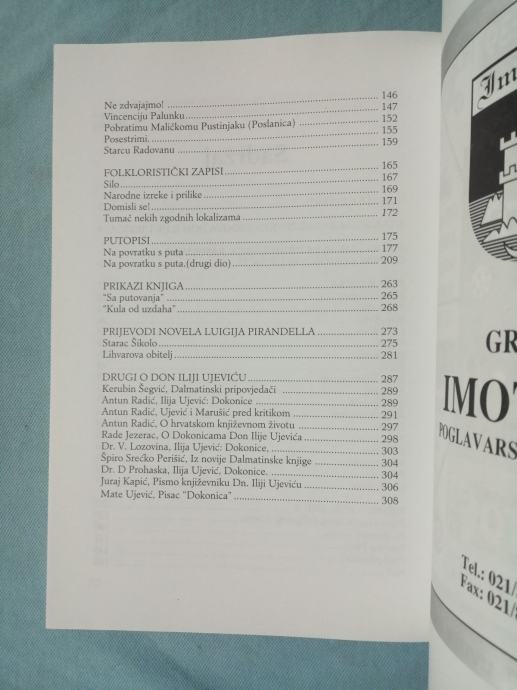 Ne zdvajajmo! 146
Vincenciju Palunku 147
Pobratimu Maličkomu Pustinjaku (Poslanica) 152
Posestrimi. 155
Starcu Radovanu 159
FOLKLORISTIČKI ZAPISI 165
Silo 167
Narodne izreke i prilike 169
Domisli se! 171
Tumač nekih zgodnih lokalizama 172
PUTOPISI 175
Na povratku s puta 177
Na povratku s puta.(drugi dio) 209
PRIKAZI KNJIGA 263
"Sa putovanja" 265
"Kula od uzdaha" 268
PRIJEVODI NOVELA LUIGIJA PIRANDELLA 273
Starac Šikolo 275
Lihvarova obitelj 281
DRUGI O DON ILIJI UJEVIĆU 287
Kerubin Šegvić, Dalmatinski pripovjedači 289
Antun Radić, Ilija Ujević: Dokonice 289
Antun Radić, Ujević i Marušić pred kritikom 291
Antun Radić, O hrvatskom književnom životu 297
Rade Jezerac, O Dokonicama Don Ilije Ujevića 298
Dr. V. Lozovina, Ilija Ujević: Dokonice, 303
Špiro Srećko Perišić, Iz novije Dalmatinske knjige 304
Dr. D Prohaska, Ilija Ujević, Dokonice. 304
Juraj Kapić, Pismo književniku Dn. Iliji Ujeviću 306
Mate Ujević, Pisac "Dokonica" 308
Im
GR
IMOT
POGLAVARS
Tel.: 021/
Fax: 021/